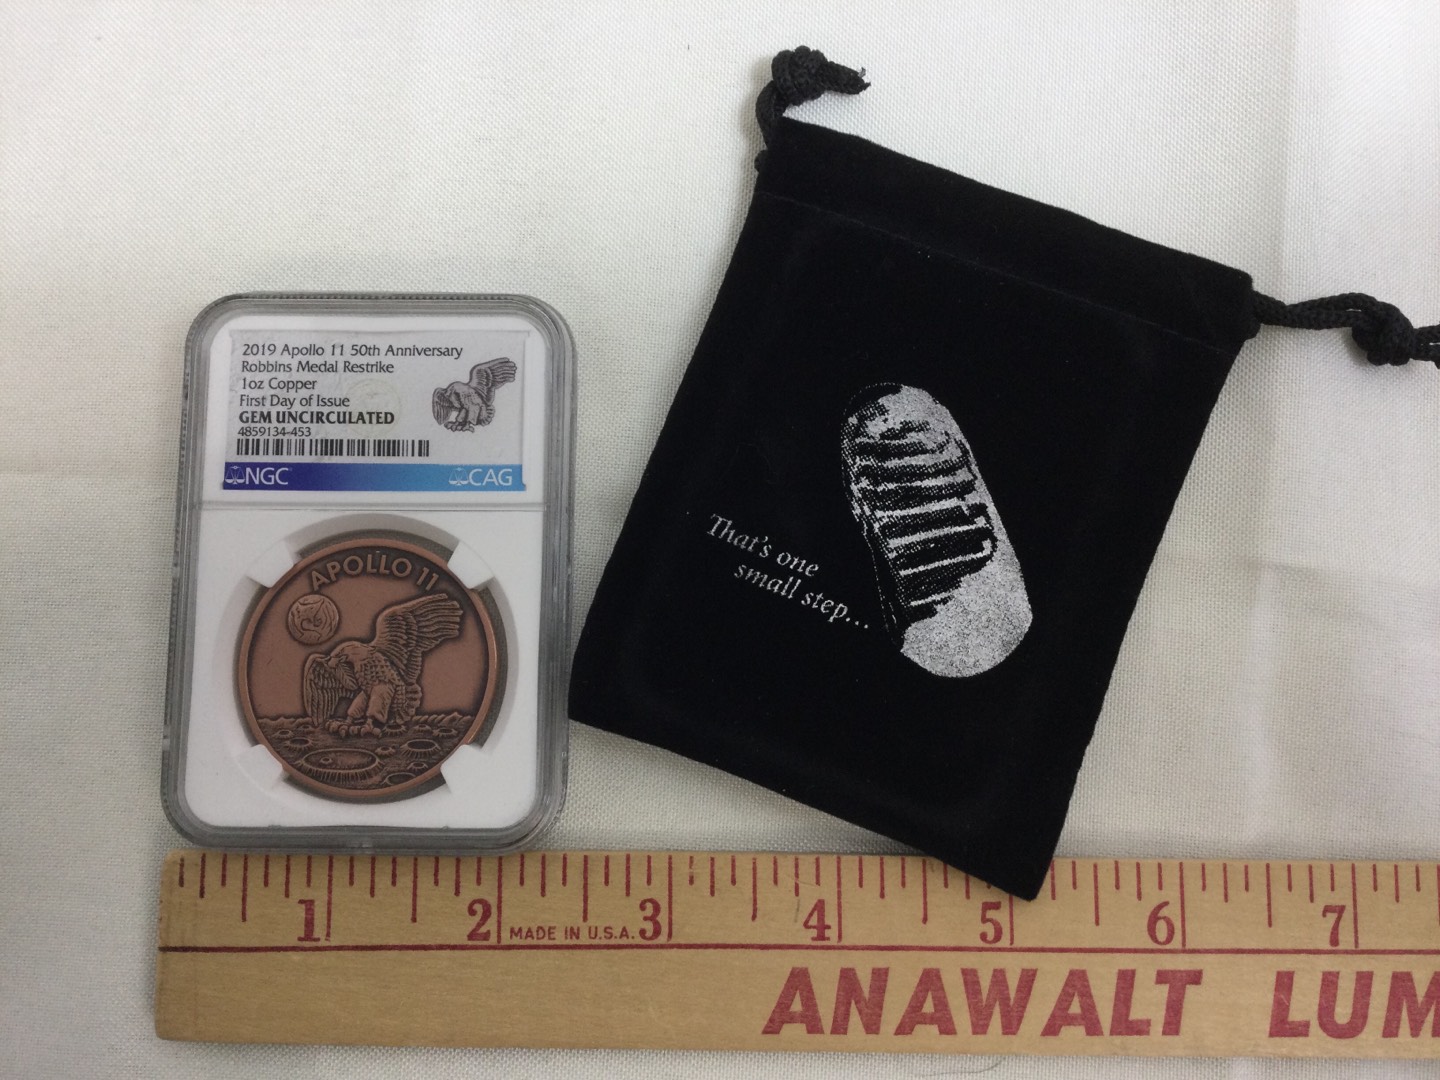 2019 Apollo 11 50th Anniversary
Robbins Medal Restrike
1oz Copper
First Day of Issue
GEM UNCIRCULATED
4859134-453
NGC CAG
APOLLO 11
That's one
small step...
1 2 3 4 5 6 7
MADE IN U.S.A.
ANAWALT LUM